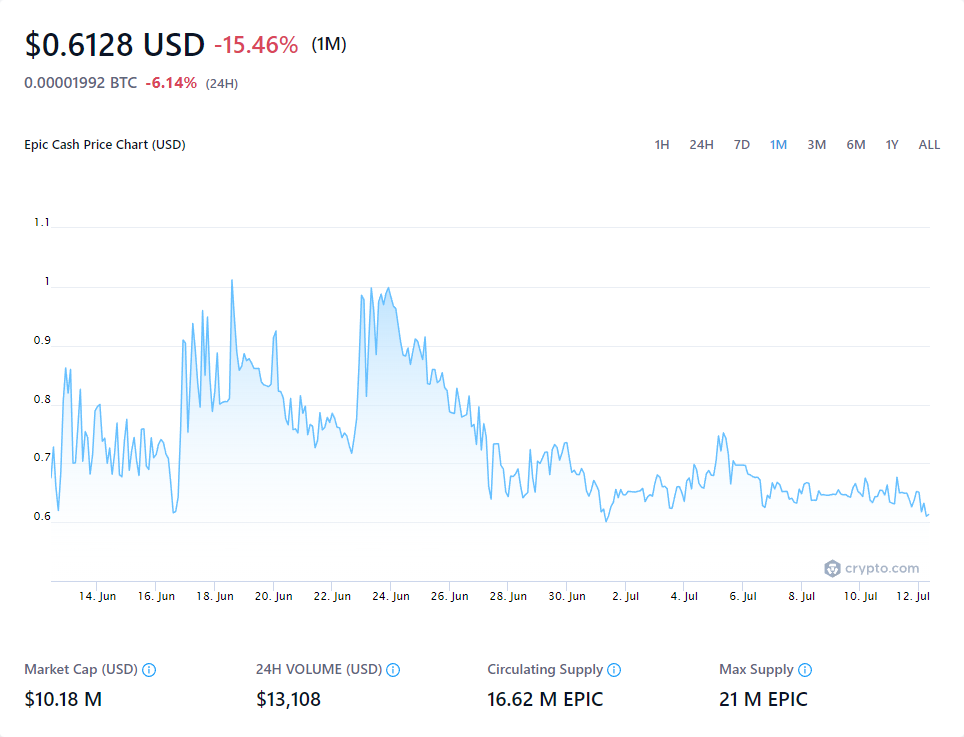 $0.6128 USD -15.46% (1M)
0.00001992 BTC -6.14% (24H)
Epic Cash Price Chart (USD) 1H 24H 7D 1M 3M 6M 1Y ALL
1.1
1
0.9
0.8
0.7
0.6
crypto.com
14. Jun 16. Jun 18. Jun 20. Jun 22. Jun 24. Jun 26. Jun 28. Jun 30. Jun 2. Jul 4. Jul 6. Jul 8. Jul 10. Jul 12. Jul
Market Cap (USD) 24H VOLUME (USD) Circulating Supply Max Supply
$10.18 M $13,108 16.62 M EPIC 21 M EPIC